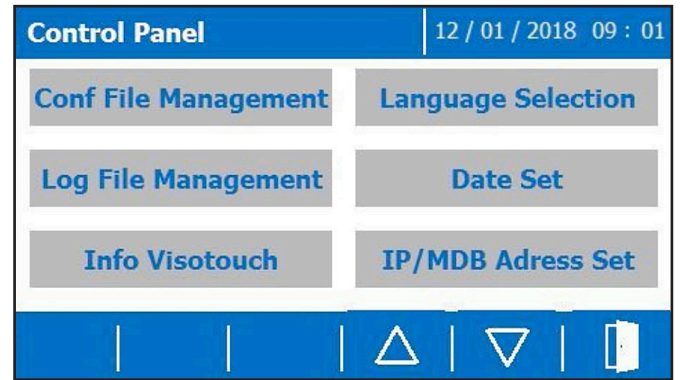 Control Panel 12 / 01 / 2018 09 : 01
Conf File Management Language Selection
Log File Management Date Set
Info Visotouch IP/MDB Adress Set